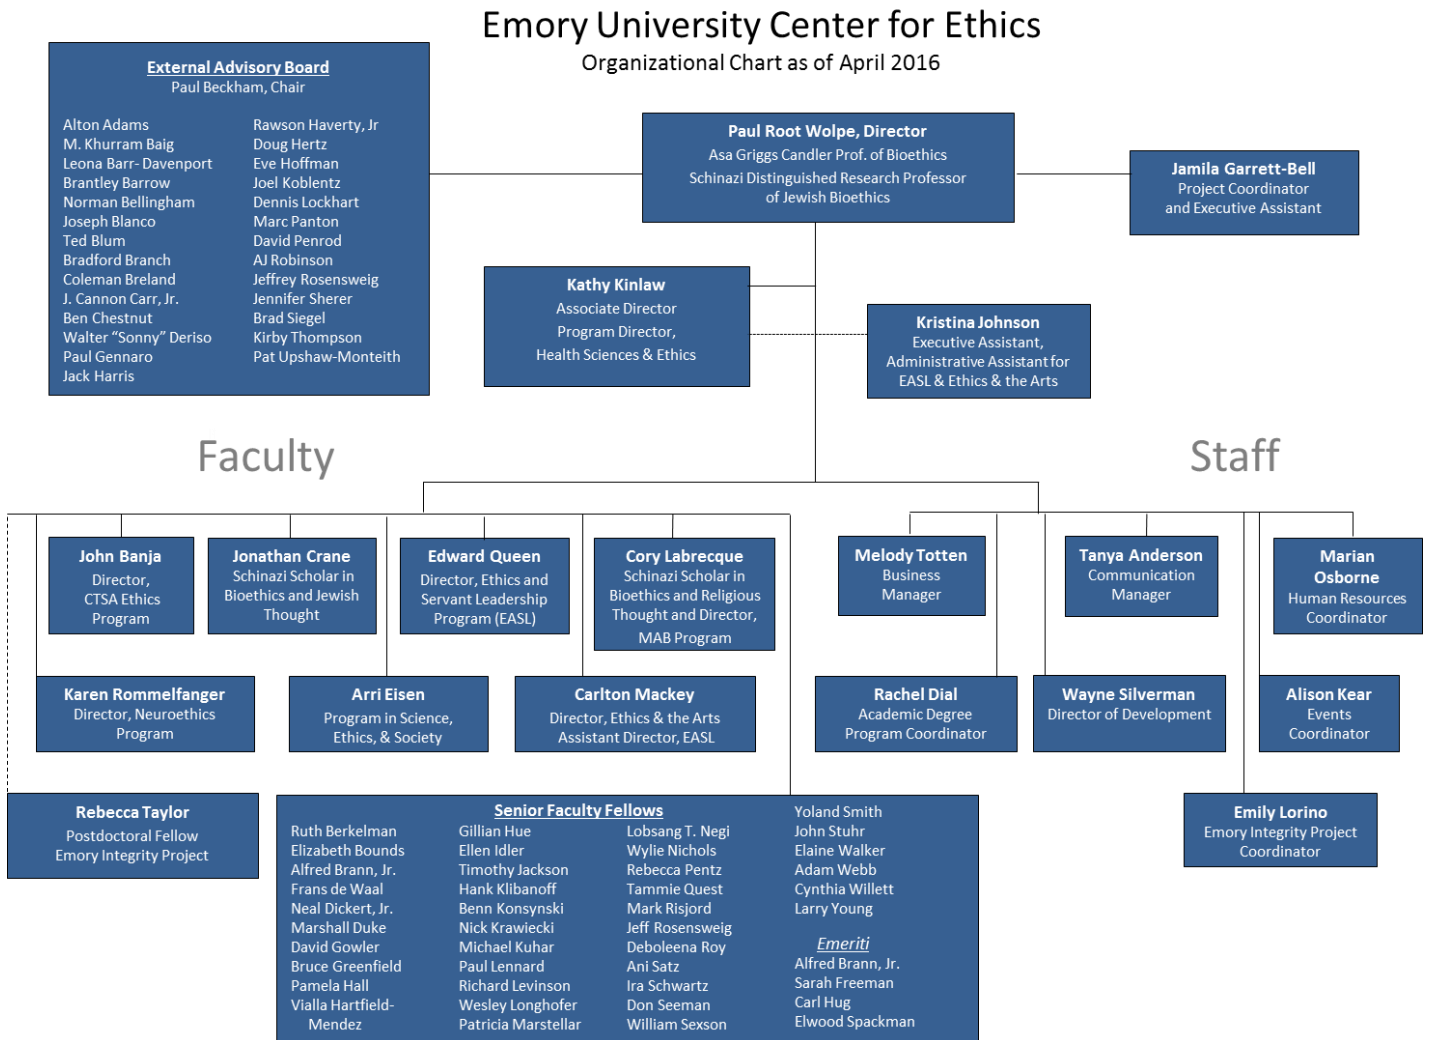 Emory University Center for Ethics
Organizational Chart as of April 2016
External Advisory Board
Paul Beckham, Chair
Alton Adams
M. Khurram Baig
Leona Barr- Davenport
Brantley Barrow
Norman Bellingham
Joseph Blanco
Ted Blum
Bradford Branch
Coleman Breland
J. Cannon Carr, Jr.
Ben Chestnut
Walter “Sonny” Deriso
Paul Gennaro
Jack Harris
Rawson Haverty, Jr
Doug Hertz
Eve Hoffman
Joel Koblentz
Dennis Lockhart
Marc Panton
David Penrod
AJ Robinson
Jeffrey Rosensweig
Jennifer Sherer
Brad Siegel
Kirby Thompson
Pat Upshaw-Monteith
Paul Root Wolpe, Director
Asa Griggs Candler Prof. of Bioethics
Schinazi Distinguished Research Professor
of Jewish Bioethics
Jamila Garrett-Bell
Project Coordinator
and Executive Assistant
Kathy Kinlaw
Associate Director
Program Director,
Health Sciences & Ethics
Kristina Johnson
Executive Assistant,
Administrative Assistant for
EASL & Ethics & the Arts
Faculty
Staff
John Banja
Director,
CTSA Ethics
Program
Jonathan Crane
Schinazi Scholar in
Bioethics and Jewish
Thought
Edward Queen
Director, Ethics and
Servant Leadership
Program (EASL)
Cory Labrecque
Schinazi Scholar in
Bioethics and Religious
Thought and Director,
MAB Program
Melody Totten
Business
Manager
Tanya Anderson
Communication
Manager
Marian
Osborne
Human Resources
Coordinator
Karen Rommelfanger
Director, Neuroethics
Program
Arri Eisen
Program in Science,
Ethics, & Society
Carlton Mackey
Director, Ethics & the Arts
Assistant Director, EASL
Rachel Dial
Academic Degree
Program Coordinator
Wayne Silverman
Director of Development
Alison Kear
Events
Coordinator
Rebecca Taylor
Postdoctoral Fellow
Emory Integrity Project
Senior Faculty Fellows
Ruth Berkelman
Elizabeth Bounds
Alfred Brann, Jr.
Frans de Waal
Neal Dickert, Jr.
Marshall Duke
David Gowler
Bruce Greenfield
Pamela Hall
Vialla Hartfield-
Mendez
Gillian Hue
Ellen Idler
Timothy Jackson
Hank Klibanoff
Benn Konsynski
Nick Krawiecki
Michael Kuhar
Paul Lennard
Richard Levinson
Wesley Longhofer
Patricia Marstellar
Lobsang T. Negi
Wylie Nichols
Rebecca Pentz
Tammie Quest
Mark Risjord
Jeff Rosensweig
Deboleena Roy
Ani Satz
Ira Schwartz
Don Seeman
William Sexson
Yoland Smith
John Stuhr
Elaine Walker
Adam Webb
Cynthia Willett
Larry Young
Emeriti
Alfred Brann, Jr.
Sarah Freeman
Carl Hug
Elwood Spackman
Emily Lorino
Emory Integrity Project
Coordinator